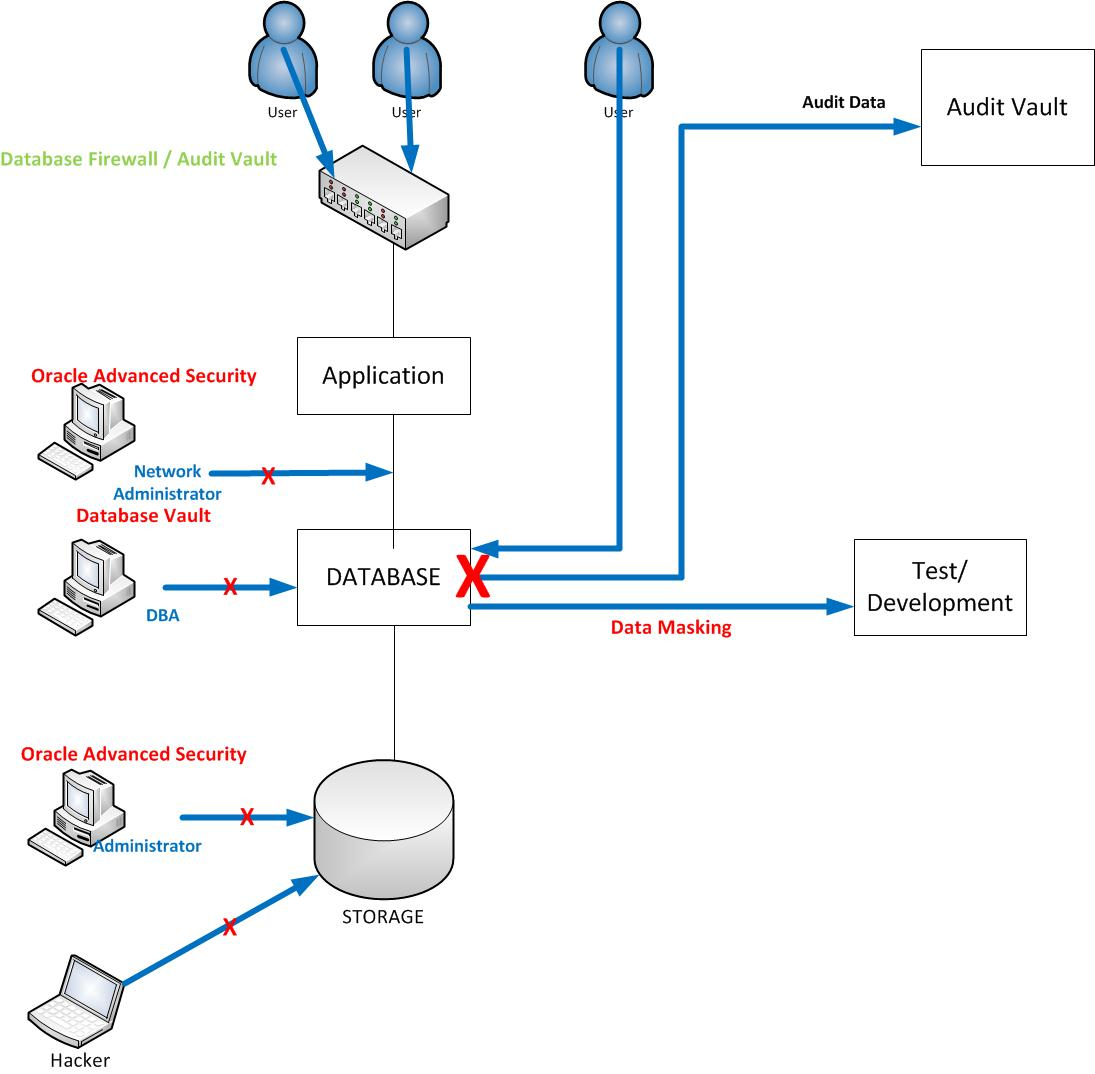 User
User
User
Audit Data
Audit Vault
Database Firewall / Audit Vault
Oracle Advanced Security
Application
Network
Administrator
Database Vault
DATABASE
X
X
X
DBA
Test/
Development
Data Masking
Oracle Advanced Security
X
Administrator
STORAGE
X
Hacker